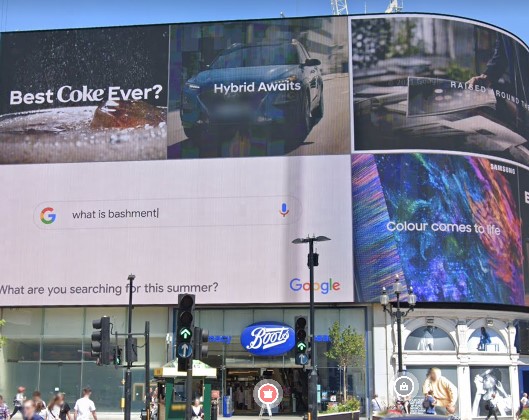 Best Coke Ever?
Hybrid Awaits
RAISED AROUND
G what is bashment
What are you searching for this summer?
Google
SAMSUNG
Colour comes to life
Boots